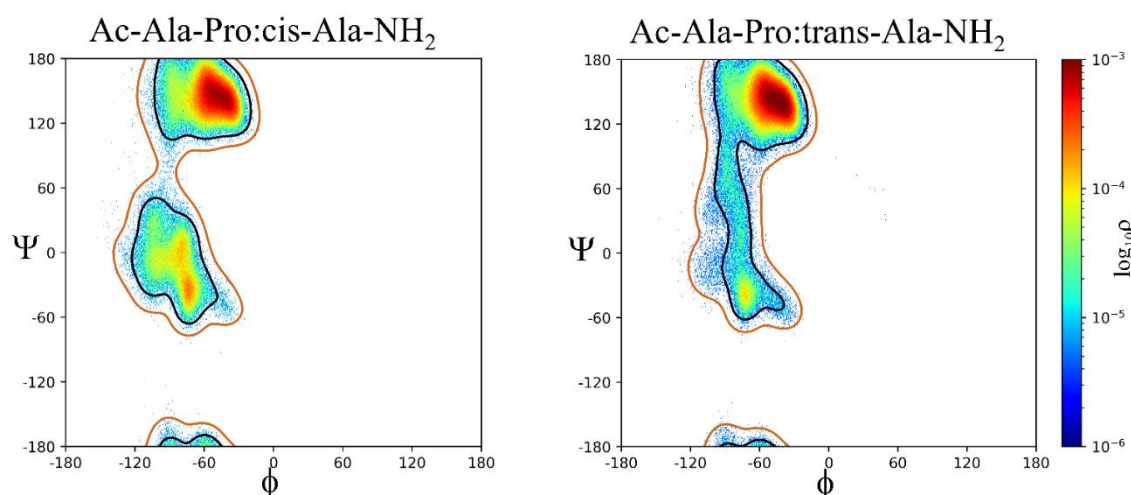 Ac-Ala-Pro:cis-Ala-NH₂
180
120
60
0
-60
-120
-180
Ψ
-180 -120 -60 0 60 120 180
ϕ
Ac-Ala-Pro:trans-Ala-NH₂
180
120
60
0
-60
-120
-180
Ψ
-180 -120 -60 0 60 120 180
ϕ
10⁻³
10⁻⁴
10⁻⁵
10⁻⁶
log₁₀ρ